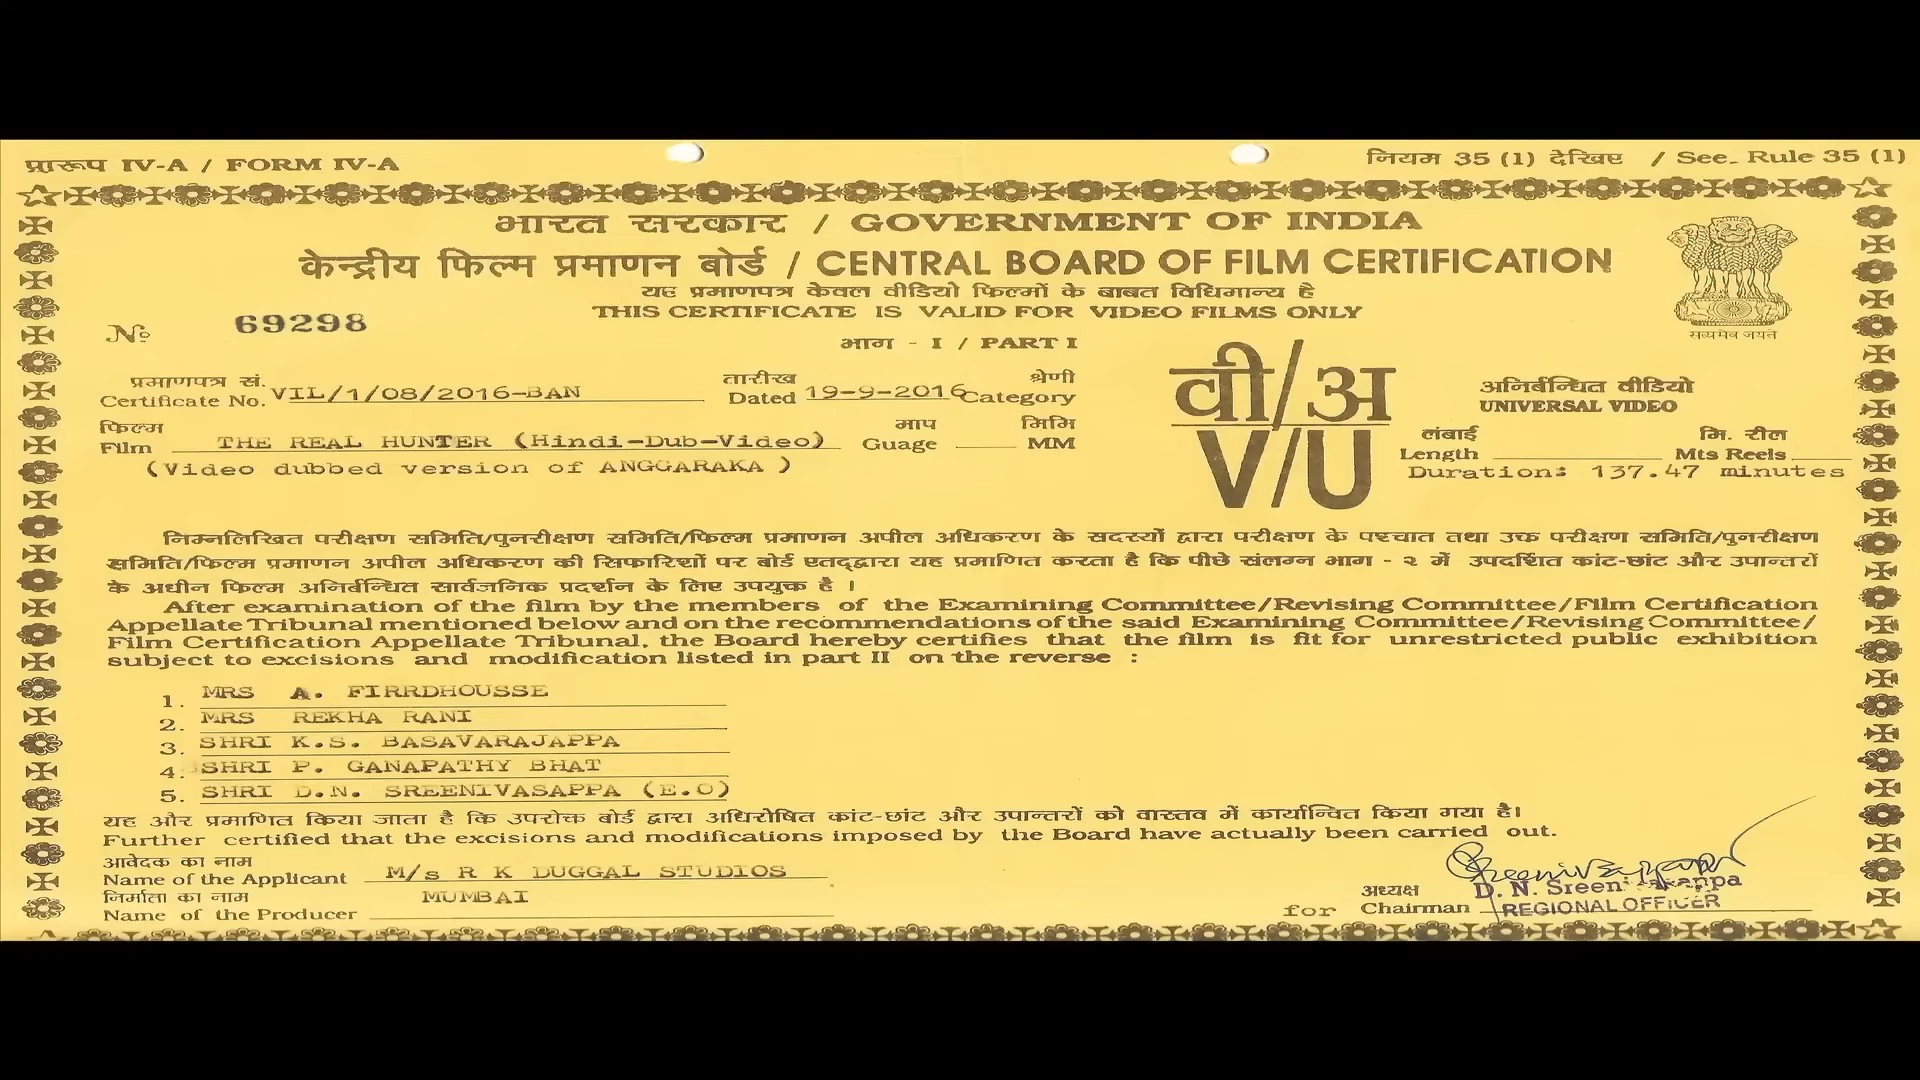 प्रारूप IV-A / FORM IV-A
नियम 35 (1) देखिए / See. Rule 35 (1)
भारत सरकार / GOVERNMENT OF INDIA
केन्द्रीय फिल्म प्रमाणन बोर्ड / CENTRAL BOARD OF FILM CERTIFICATION
यह प्रमाणपत्र केवल वीडियो फिल्मों के बाबत विधिमान्य है
THIS CERTIFICATE IS VALID FOR VIDEO FILMS ONLY
सत्यमेव जयते
No 69298
भाग - I / PART I
प्रमाणपत्र सं. तारीख श्रेणी
Certificate No. VIL/1/08/2016-BAN Dated 19-9-2016 Category
वी/अ
V/U
अनिर्बन्धित वीडियो
UNIVERSAL VIDEO
फिल्म माप मिमि लंबाई मि. रील
Film THE REAL HUNTER (Hindi-Dub-Video) Guage MM Length Mts Reels
(Video dubbed version of ANGGARAKA ) Duration: 137.47 minutes
निम्नलिखित परीक्षण समिति/पुनरीक्षण समिति/फिल्म प्रमाणन अपील अधिकरण के सदस्यों द्वारा परीक्षण के पश्चात तथा उक्त परीक्षण समिति/पुनरीक्षण
समिति/फिल्म प्रमाणन अपील अधिकरण की सिफारिशों पर बोर्ड एतद्द्वारा यह प्रमाणित करता है कि पीछे संलग्न भाग - २ में उपदर्शित कांट-छांट और उपान्तरों
के अधीन फिल्म अनिर्बन्धित सार्वजनिक प्रदर्शन के लिए उपयुक्त है ।
After examination of the film by the members of the Examining Committee/Revising Committee/Film Certification
Appellate Tribunal mentioned below and on the recommendations of the said Examining Committee/Revising Committee/
Film Certification Appellate Tribunal, the Board hereby certifies that the film is fit for unrestricted public exhibition
subject to excisions and modification listed in part II on the reverse :
1. MRS A. FIRRDHOUSSE
2. MRS REKHA RANI
3. SHRI K.S. BASAVARAJAPPA
4. SHRI P. GANAPATHY BHAT
5. SHRI D.N. SREENIVASAPPA (E.O)
यह और प्रमाणित किया जाता है कि उपरोक्त बोर्ड द्वारा अधिरोषित कांट-छांट और उपान्तरों को वास्तव में कार्यान्वित किया गया है।
Further certified that the excisions and modifications imposed by the Board have actually been carried out.
आवेदक का नाम
Name of the Applicant M/s R K DUGGAL STUDIOS
निर्माता का नाम MUMBAI
Name of the Producer
अध्यक्ष D. N.
for Chairman REGIONAL OFFICER